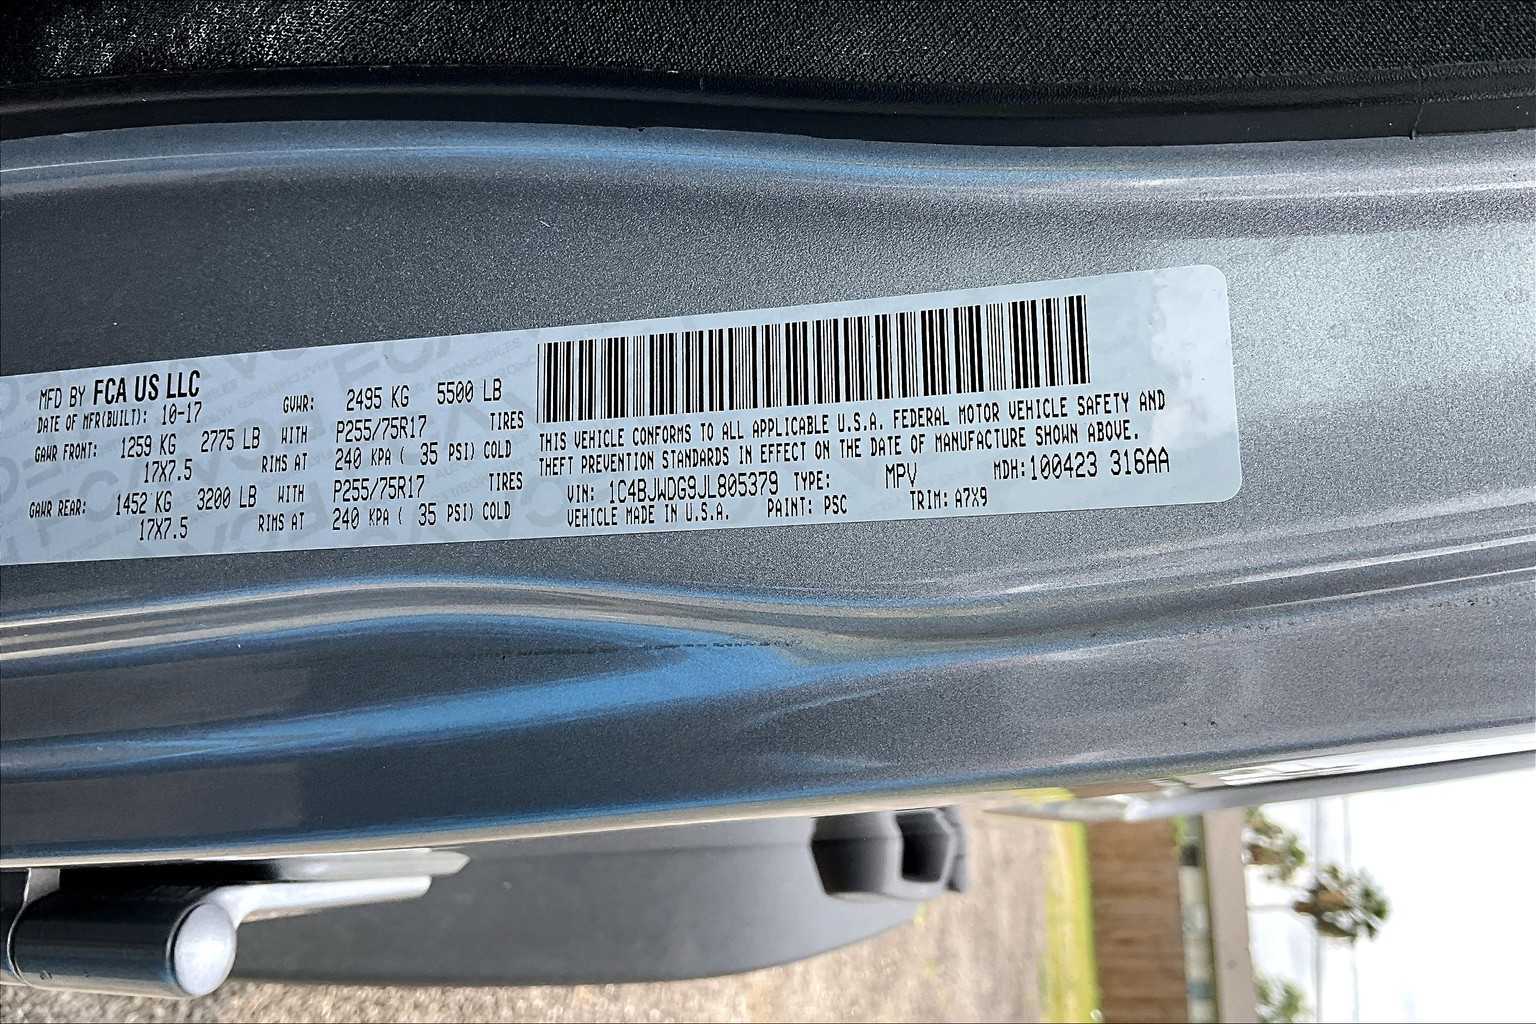 MFD BY FCA US LLC
DATE OF MFR(BUILT): 10-17 GVWR: 2495 KG 5500 LB
GAWR FRONT: 1259 KG 2775 LB WITH P255/75R17 TIRES
17X7.5 RIMS AT 240 KPA ( 35 PSI) COLD
GAWR REAR: 1452 KG 3200 LB WITH P255/75R17 TIRES
17X7.5 RIMS AT 240 KPA ( 35 PSI) COLD
THIS VEHICLE CONFORMS TO ALL APPLICABLE U.S.A. FEDERAL MOTOR VEHICLE SAFETY AND
THEFT PREVENTION STANDARDS IN EFFECT ON THE DATE OF MANUFACTURE SHOWN ABOVE.
VIN: 1C4BJWDG9JL805379 TYPE: MPV MDH:100423 316AA
VEHICLE MADE IN U.S.A. PAINT: PSC TRIM: A7X9